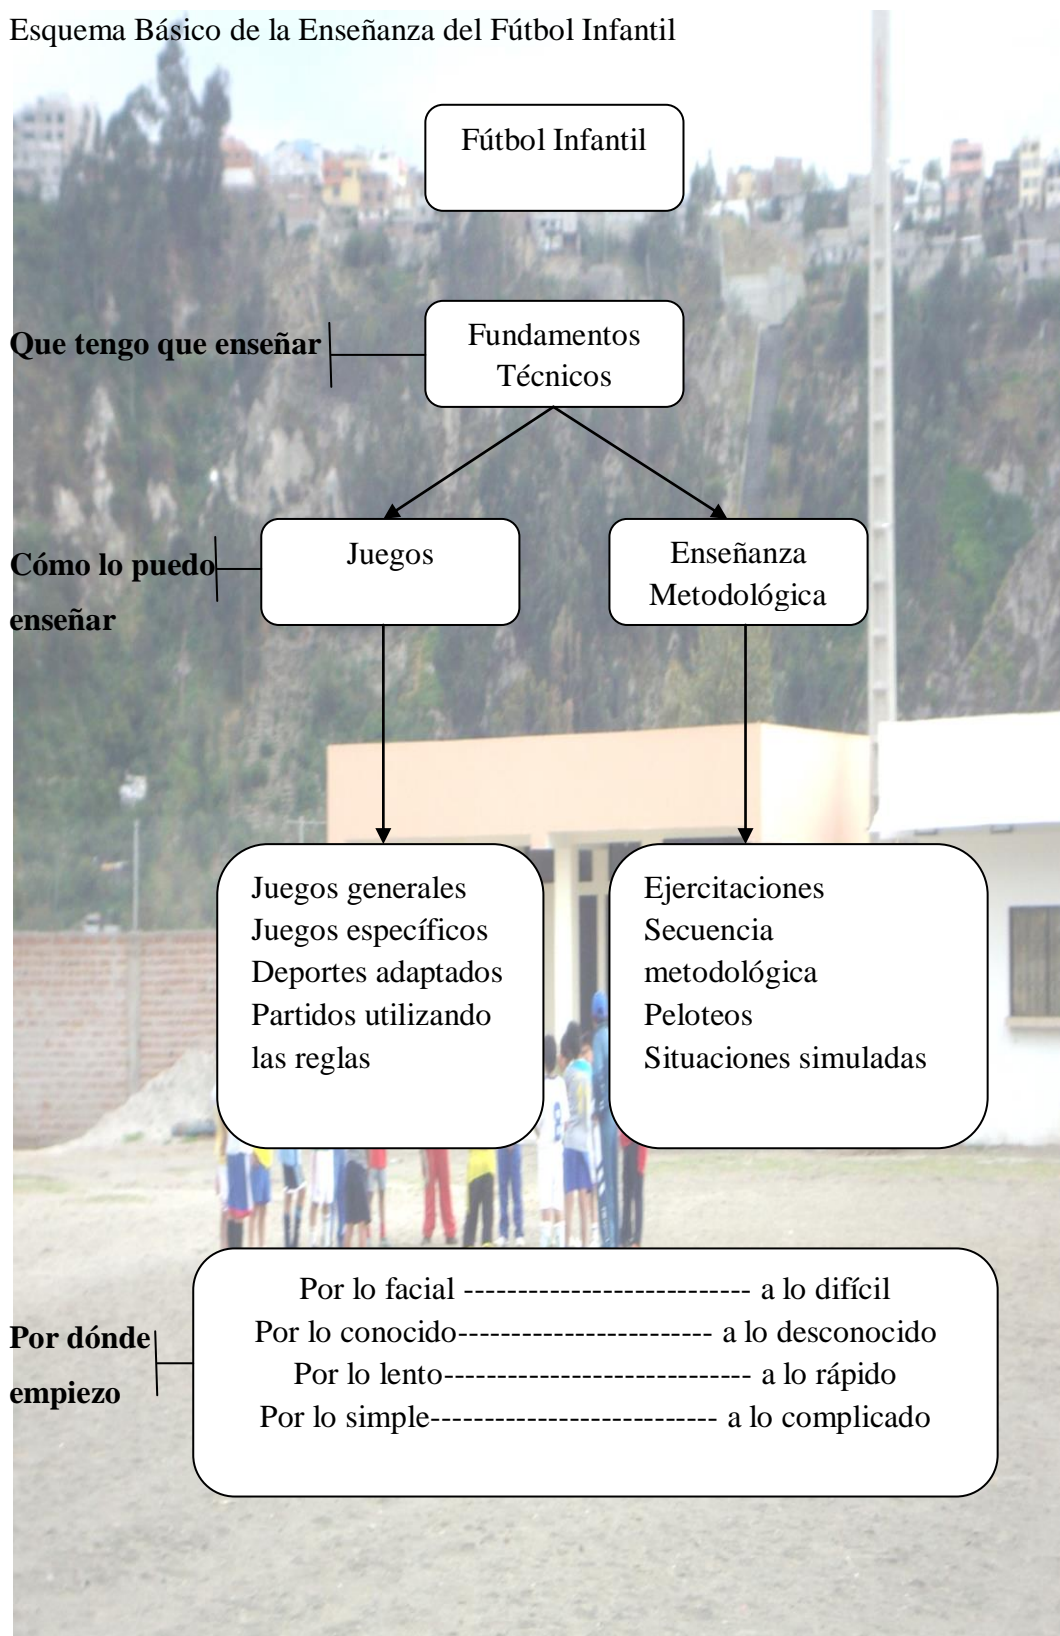 Esquema Básico de la Enseñanza del Fútbol Infantil
Fútbol Infantil
Que tengo que enseñar
Fundamentos
Técnicos
Cómo lo puedo
enseñar
Juegos
Enseñanza
Metodológica
Juegos generales
Juegos específicos
Deportes adaptados
Partidos utilizando
las reglas
Ejercitaciones
Secuencia
metodológica
Peloteos
Situaciones simuladas
Por dónde
empiezo
Por lo facial --------------------------- a lo difícil
Por lo conocido------------------------ a lo desconocido
Por lo lento----------------------------- a lo rápido
Por lo simple--------------------------- a lo complicado